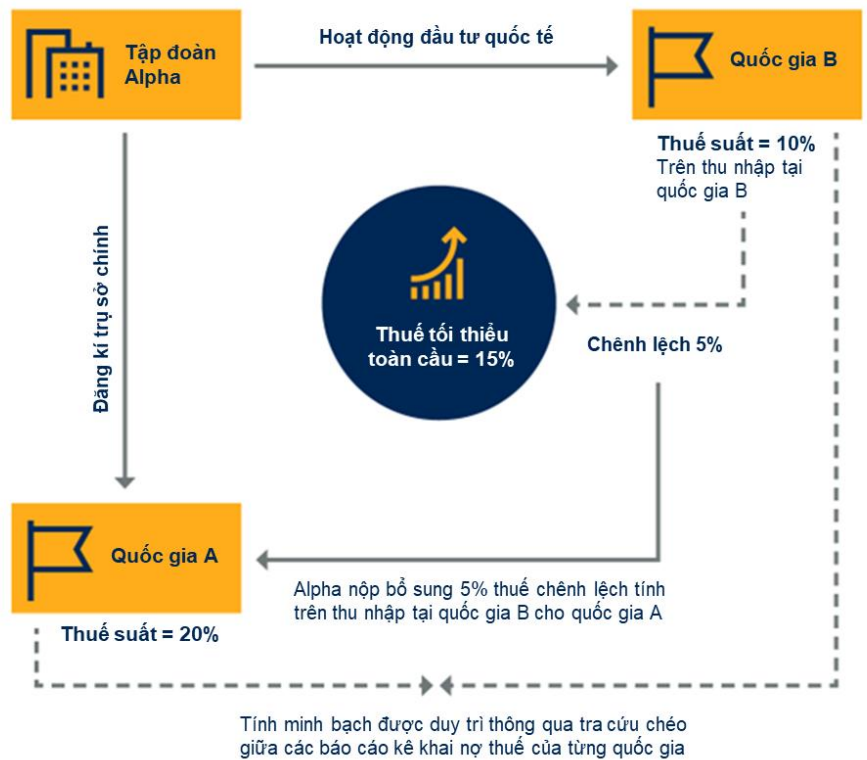 Tập đoàn
Alpha
Hoạt động đầu tư quốc tế
Quốc gia B
Thuế suất = 10%
Trên thu nhập tại
quốc gia B
Đăng kí trụ sở chính
Thuế tối thiểu
toàn cầu = 15%
Chênh lệch 5%
Quốc gia A
Thuế suất = 20%
Alpha nộp bổ sung 5% thuế chênh lệch tính
trên thu nhập tại quốc gia B cho quốc gia A
Tính minh bạch được duy trì thông qua tra cứu chéo
giữa các báo cáo kê khai nợ thuế của từng quốc gia